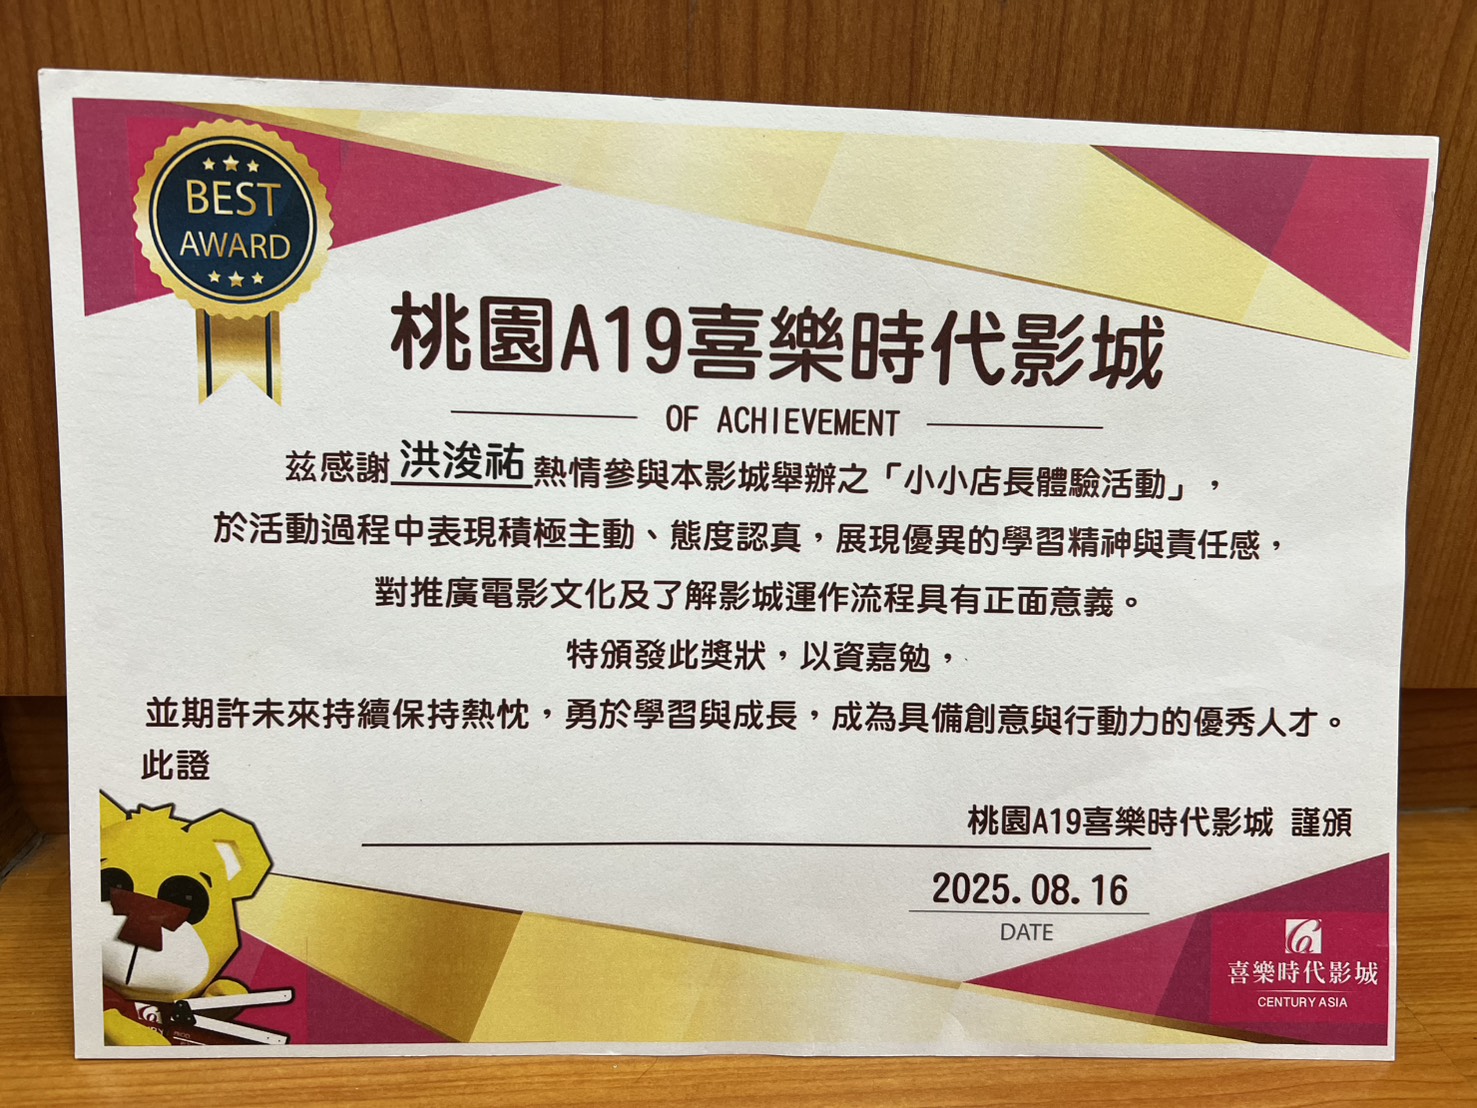 BEST
AWARD
桃園A19喜樂時代影城
OF ACHIEVEMENT
茲感謝洪浚祐熱情參與本影城舉辦之「小小店長體驗活動」，
於活動過程中表現積極主動、態度認真，展現優異的學習精神與責任感，
對推廣電影文化及了解影城運作流程具有正面意義。
特頒發此獎狀，以資嘉勉，
並期許未來持續保持熱忱，勇於學習與成長，成為具備創意與行動力的優秀人才。
此證
桃園A19喜樂時代影城 謹頒
2025.08.16
DATE
喜樂時代影城
CENTURY ASIA